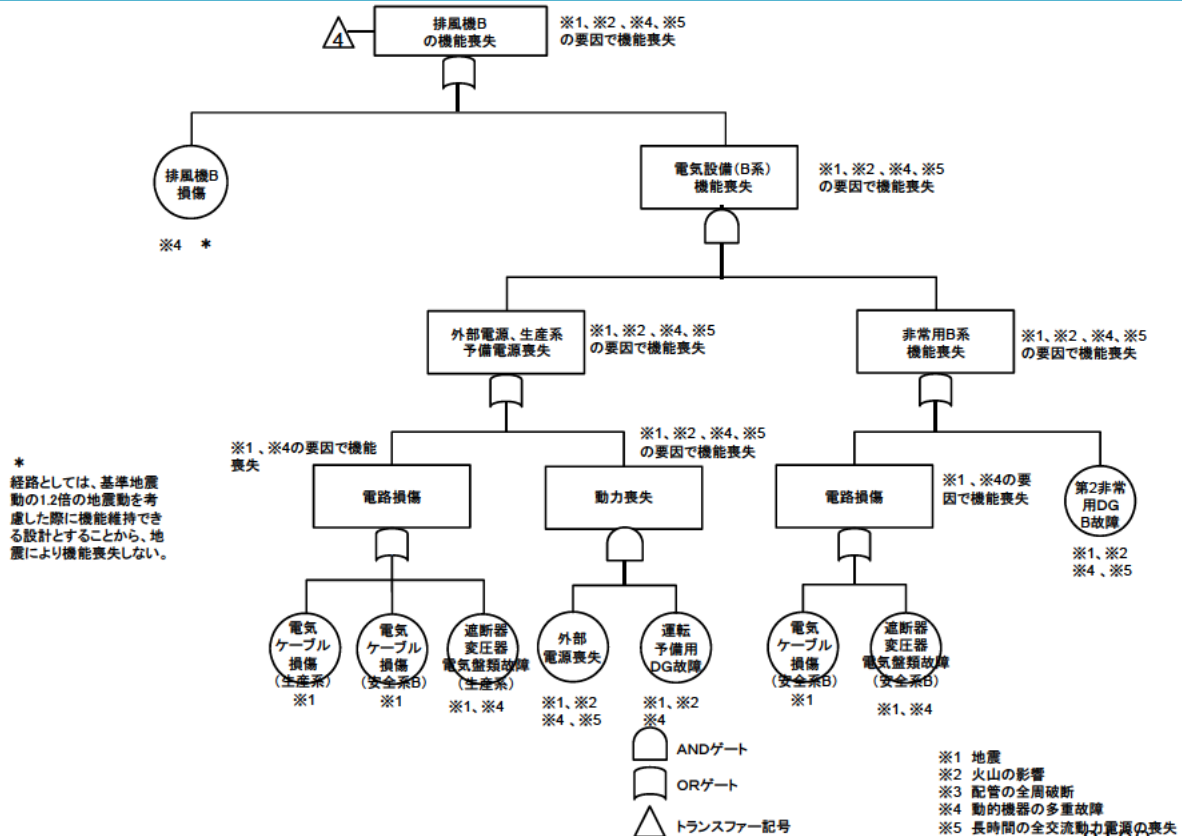 4
排風機B
の機能喪失
※1、※2 、※4、※5
の要因で機能喪失
排風機B
損傷
※4 *
電気設備(B系)
機能喪失
※1、※2 、※4、※5
の要因で機能喪失
外部電源、生産系
予備電源喪失
※1、※2 、※4、※5
の要因で機能喪失
非常用B系
機能喪失
※1、※2 、※4、※5
の要因で機能喪失
*
経路としては、基準地震
動の1.2倍の地震動を考
慮した際に機能維持でき
る設計とすることから、地
震により機能喪失しない。
※1 、※4の要因で機能
喪失
電路損傷
※1、※2 、※4、※5
の要因で機能喪失
動力喪失
電路損傷
※1 、※4の要
因で機能喪失
第2非常
用DG
B故障
※1、※2
※4 、※5
電気
ケーブル
損傷
(生産系)
※1
電気
ケーブル
損傷
(安全系B)
※1
遮断器
変圧器
電気盤類故障
(生産系)
※1、※4
外部
電源喪失
※1、※2
※4 、※5
運転
予備用
DG故障
※1、※2
※4
電気
ケーブル
損傷
(安全系B)
※1
遮断器
変圧器
電気盤類故障
(安全系B)
※1、※4
ANDゲート
ORゲート
トランスファー記号
※1 地震
※2 火山の影響
※3 配管の全周破断
※4 動的機器の多重故障
※5 長時間の全交流動力電源の喪失